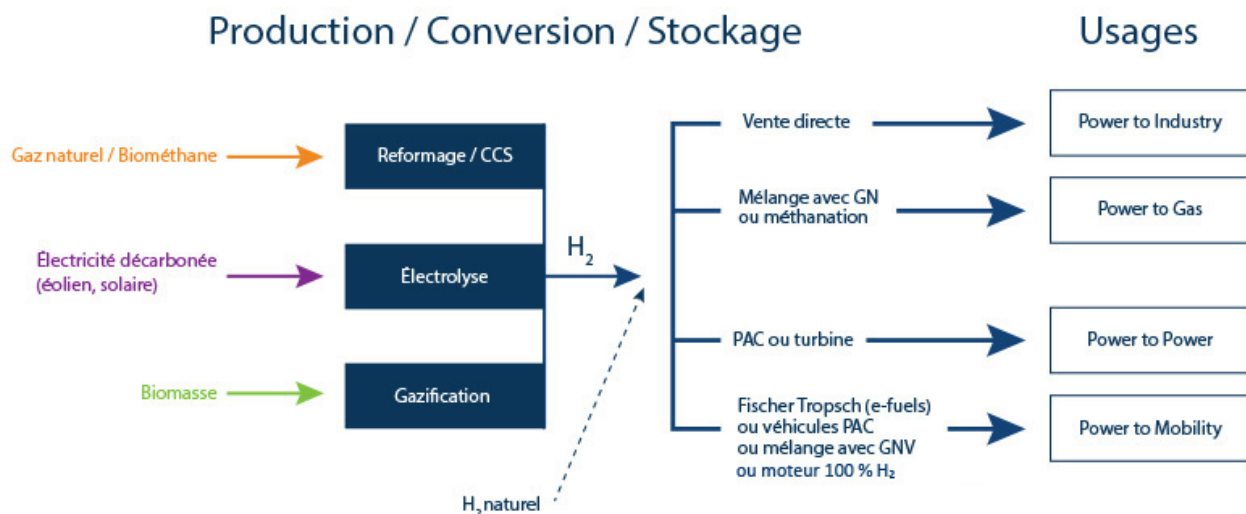 Production / Conversion / Stockage
Usages
Gaz naturel / Biométhane
Reformage / CCS
Électricité décarbonée
(éolien, solaire)
Électrolyse
Biomasse
Gazification
H₂
H₂ naturel
Vente directe
Power to Industry
Mélange avec GN
ou méthanation
Power to Gas
PAC ou turbine
Power to Power
Fischer Tropsch (e-fuels)
ou véhicules PAC
ou mélange avec GNV
ou moteur 100 % H₂
Power to Mobility